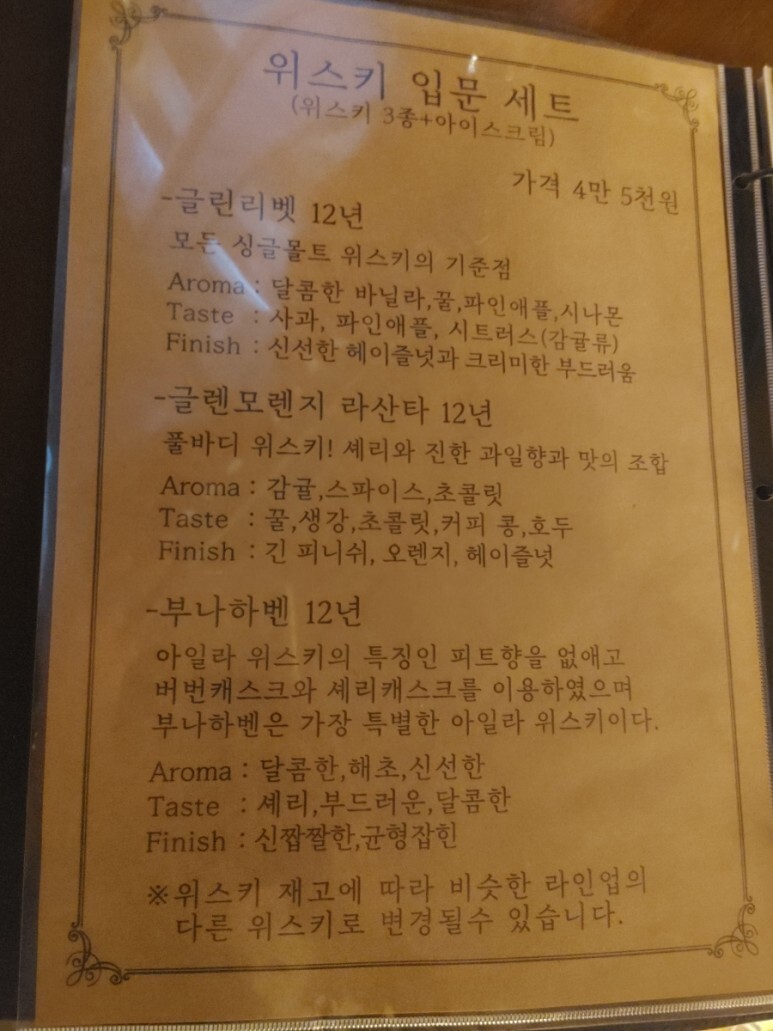 위스키 입문 세트
(위스키 3종+아이스크림)
가격 4만 5천원
-글린리벳 12년
모든 싱글몰트 위스키의 기준점
Aroma : 달콤한 바닐라,꿀,파인애플,시나몬
Taste : 사과, 파인애플, 시트러스(감귤류)
Finish : 신선한 헤이즐넛과 크리미한 부드러움
-글렌모렌지 라산타 12년
풀바디 위스키! 셰리와 진한 과일향과 맛의 조합
Aroma : 감귤,스파이스,초콜릿
Taste : 꿀,생강,초콜릿,커피 콩,호두
Finish : 긴 피니쉬, 오렌지, 헤이즐넛
-부나하벤 12년
아일라 위스키의 특징인 피트향을 없애고
버번캐스크와 셰리캐스크를 이용하였으며
부나하벤은 가장 특별한 아일라 위스키이다.
Aroma : 달콤한,해초,신선한
Taste : 셰리,부드러운,달콤한
Finish : 신짭짤한,균형잡힌
※위스키 재고에 따라 비슷한 라인업의
다른 위스키로 변경될수 있습니다.